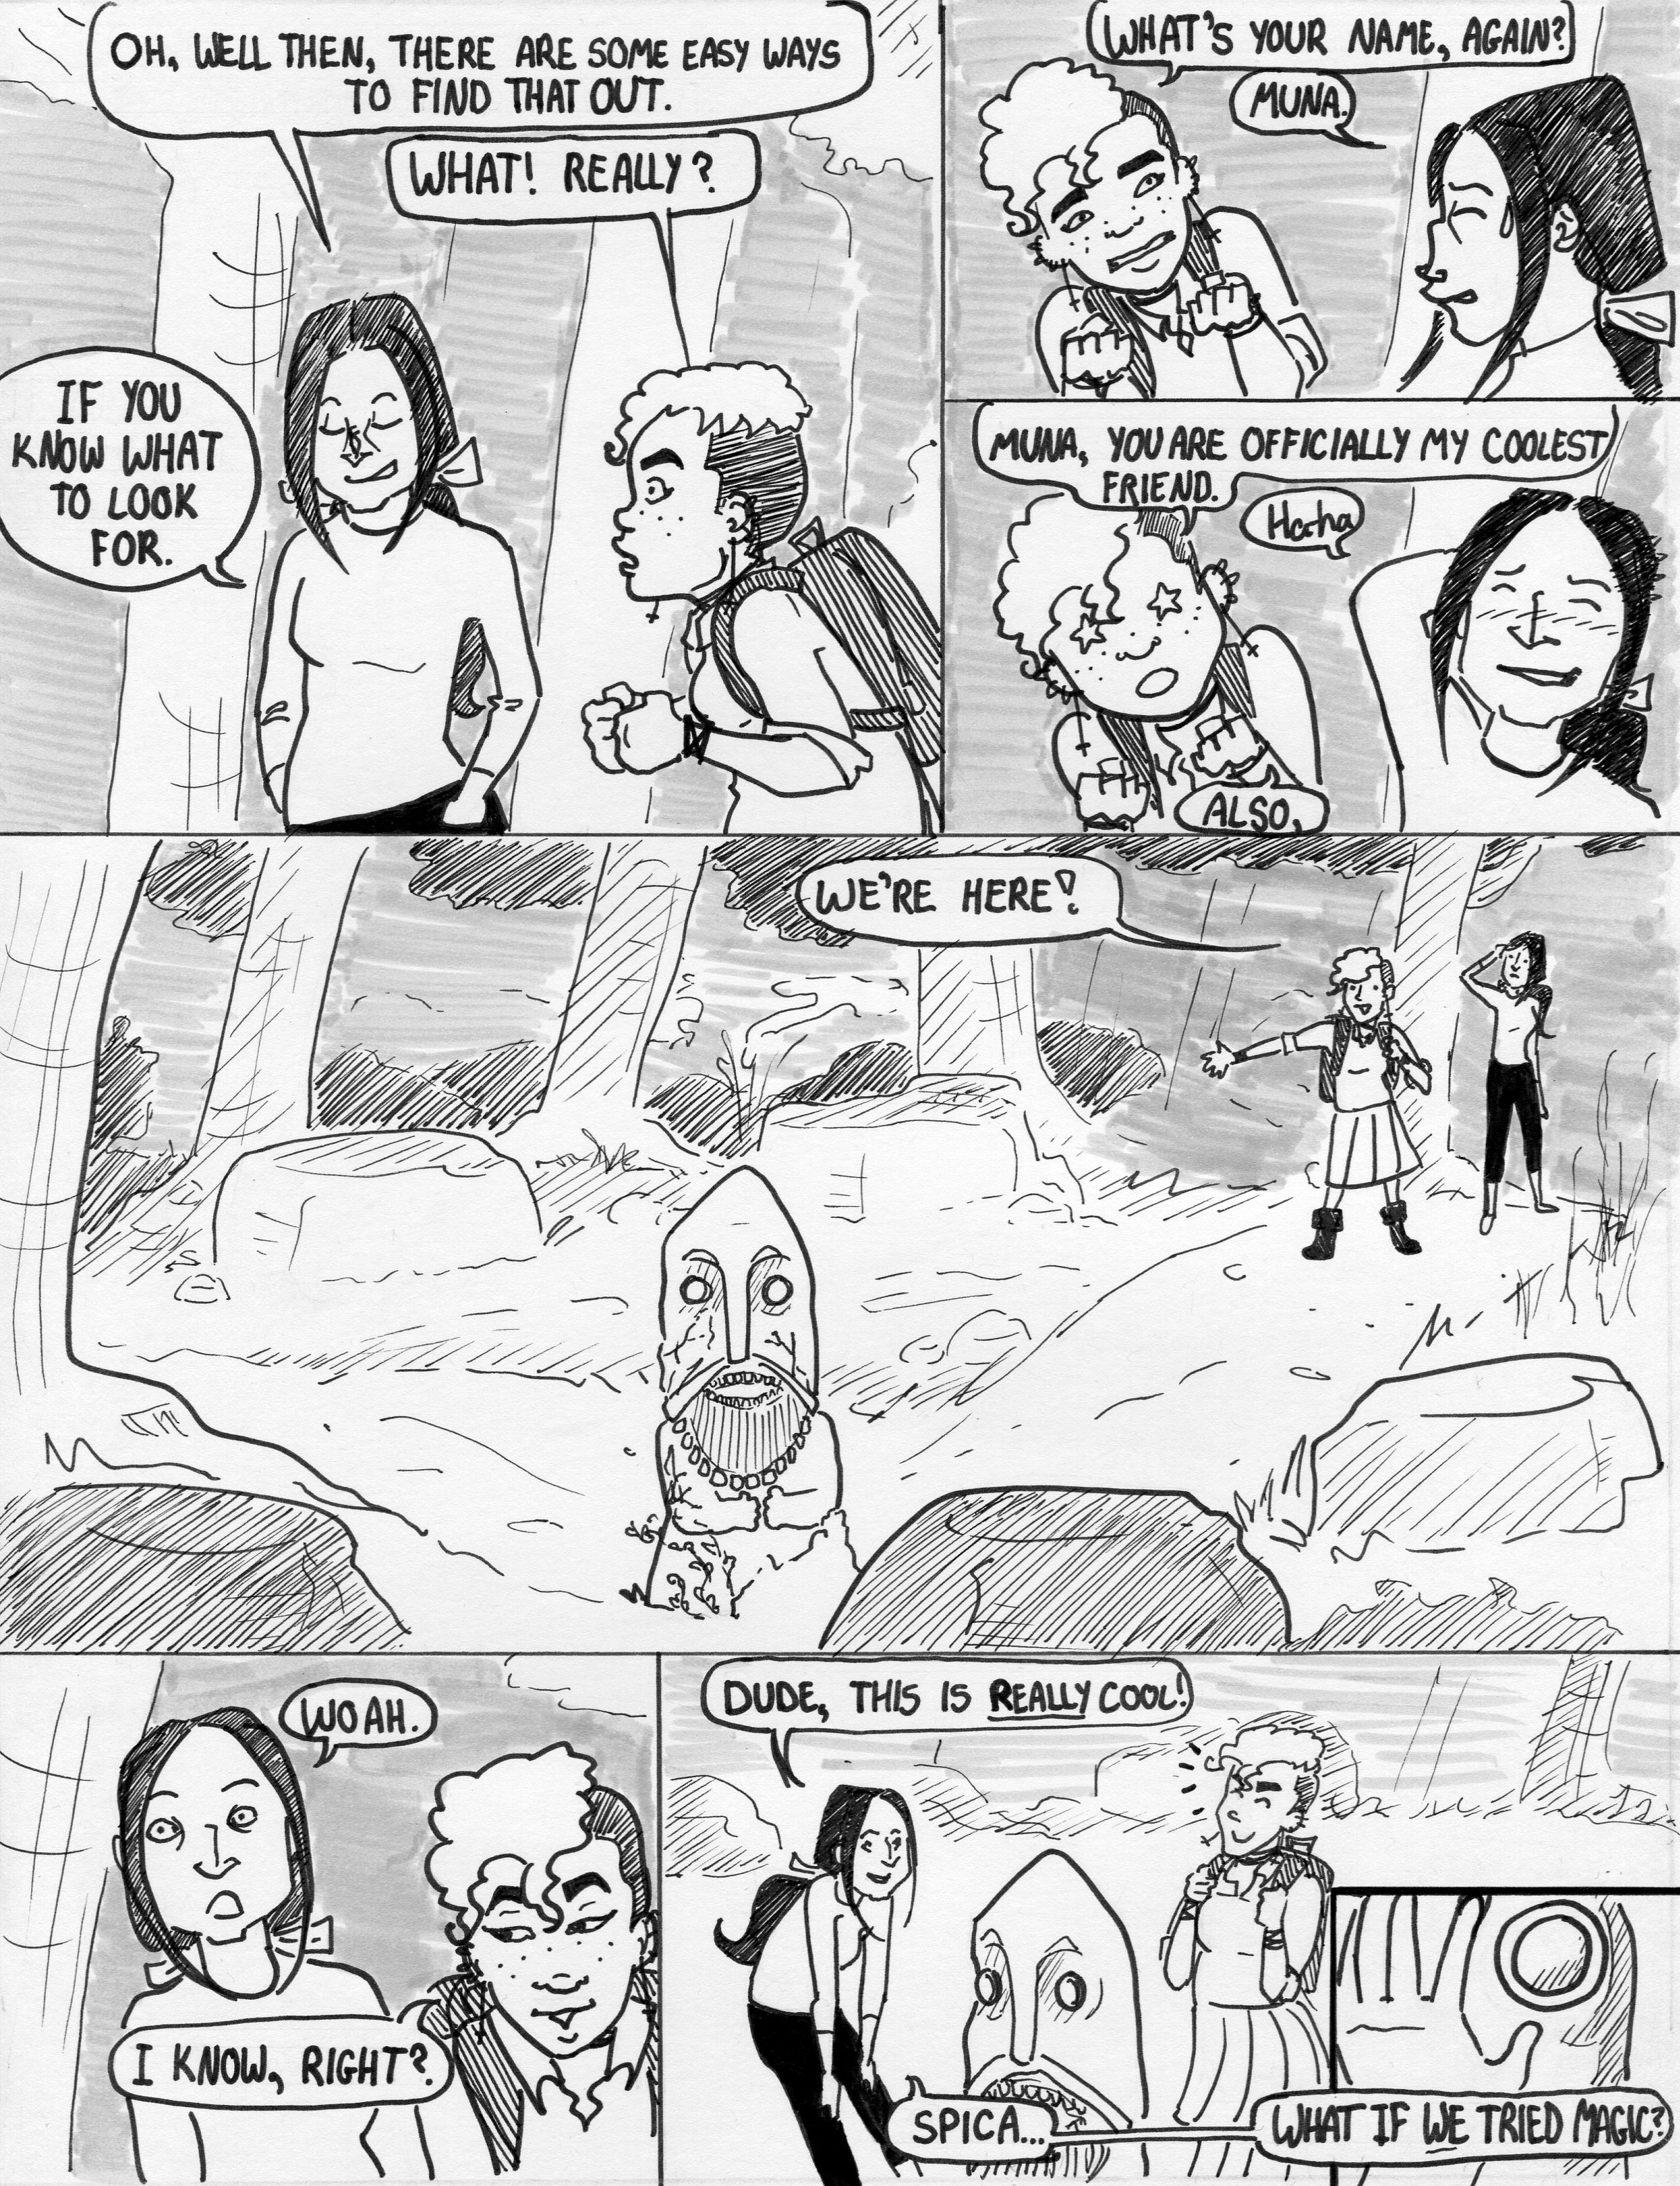 OH, WELL THEN, THERE ARE SOME EASY WAYS
TO FIND THAT OUT.
WHAT! REALLY?
IF YOU
KNOW WHAT
TO LOOK
FOR.
WHAT'S YOUR NAME, AGAIN?
MUNA.
MUNA, YOU ARE OFFICIALLY MY COOLEST
FRIEND.
Ha-ha
ALSO,
WE'RE HERE!
WOAH.
I KNOW, RIGHT?
DUDE, THIS IS REALLY COOL!
SPICA...
WHAT IF WE TRIED MAGIC?